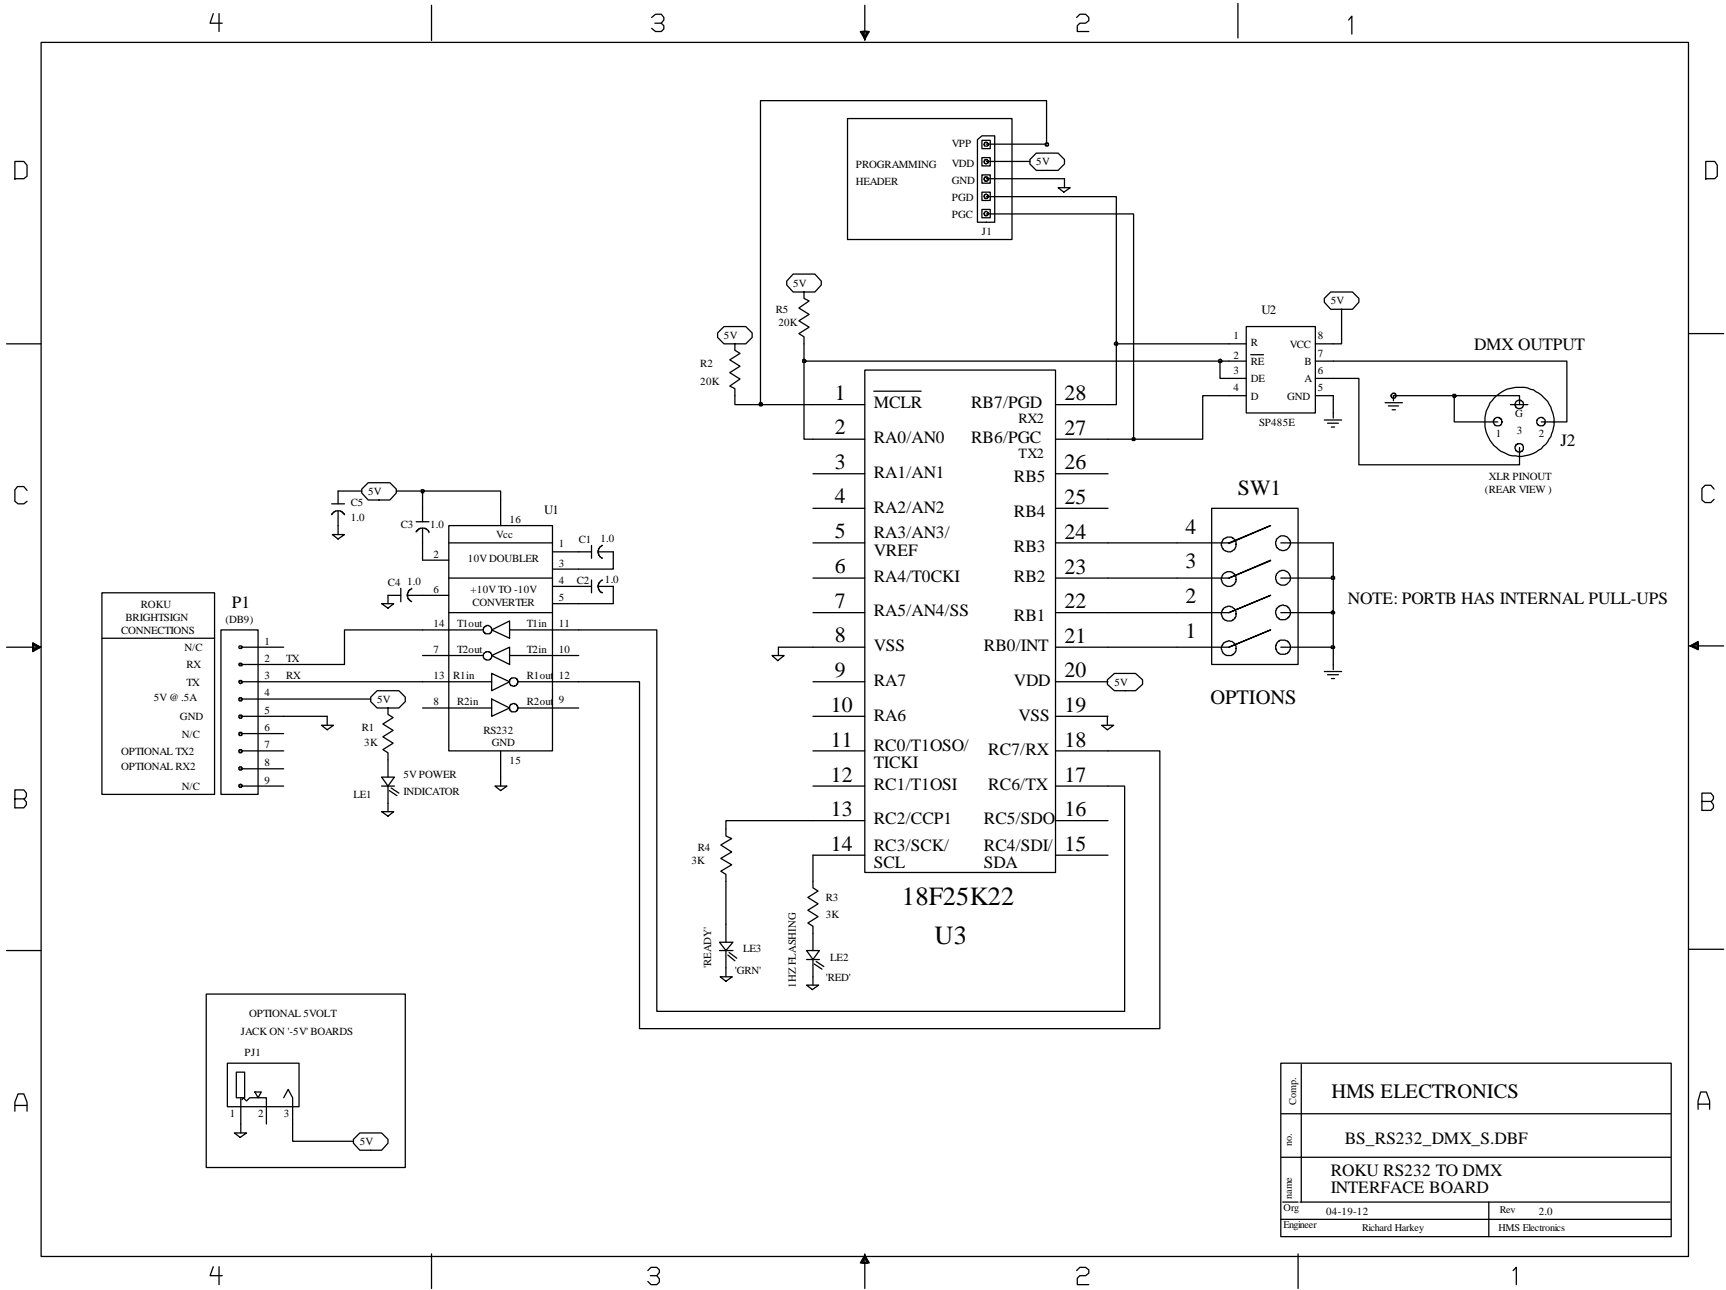 4 3 2 1
D D
VPP
PROGRAMMING HEADER
VDD 5V
GND
PGD
PGC
J1
5V
R5
20K
5V
R2
20K
U2
5V
1 R VCC 8
2 RE B 7
3 DE A 6
4 D GND 5
SP485E
DMX OUTPUT
G
1 3 2
J2
XLR PINOUT
(REAR VIEW )
C C
1 MCLR RB7/PGD 28
RX2
2 RA0/AN0 RB6/PGC 27
TX2
3 RA1/AN1 RB5 26
4 RA2/AN2 RB4 25
5 RA3/AN3/ RB3 24
VREF
6 RA4/T0CKI RB2 23
7 RA5/AN4/SS RB1 22
8 VSS RB0/INT 21
9 RA7 VDD 20 5V
10 RA6 VSS 19
11 RC0/T1OSO/ RC7/RX 18
TICKI
12 RC1/T1OSI RC6/TX 17
13 RC2/CCP1 RC5/SDO 16
14 RC3/SCK/ RC4/SDI/ 15
SCL SDA
18F25K22
U3
SW1
4
3
2
1
OPTIONS
NOTE: PORTB HAS INTERNAL PULL-UPS
5V
C5
1.0
C3 1.0
U1
16
Vcc
1 C1 1.0
2 10V DOUBLER
3
C4 1.0
4 C2 1.0
6 +10V TO -10V
CONVERTER 5
14 T1out T1in 11
7 T2out T2in 10
13 R1in R1out 12
8 R2in R2out 9
RS232
GND
15
ROKU
BRIGHTSIGN
CONNECTIONS
P1
(DB9)
N/C 1
RX 2 TX
TX 3 RX
5V @ .5A 4
GND 5
N/C 6
OPTIONAL TX2 7
OPTIONAL RX2 8
N/C 9
5V
R1
3K
5V POWER
INDICATOR
LE1
B B
R4
3K
'READY'
LE3
'GRN'
R3
3K
1HZ FLASHING
LE2
'RED'
OPTIONAL 5VOLT
JACK ON '-5V' BOARDS
PJ1
1 2 3
5V
A A
Comp. HMS ELECTRONICS
no. BS_RS232_DMX_S.DBF
name ROKU RS232 TO DMX
INTERFACE BOARD
Org 04-19-12 Rev 2.0
Engineer Richard Harkey HMS Electronics
4 3 2 1